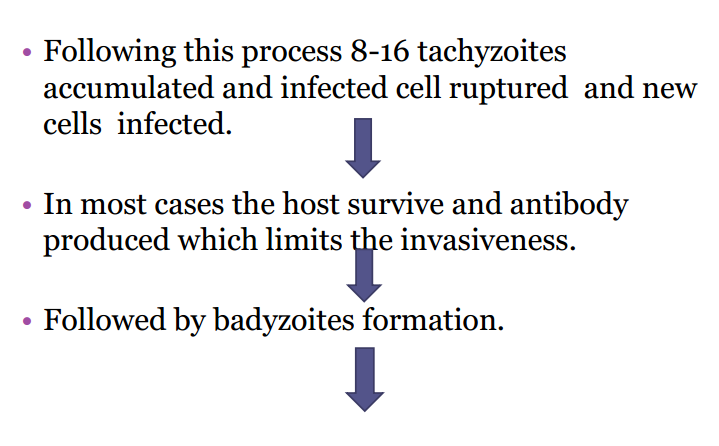 • Following this process 8-16 tachyzoites
accumulated and infected cell ruptured and new
cells infected.
• In most cases the host survive and antibody
produced which limits the invasiveness.
• Followed by badyzoites formation.